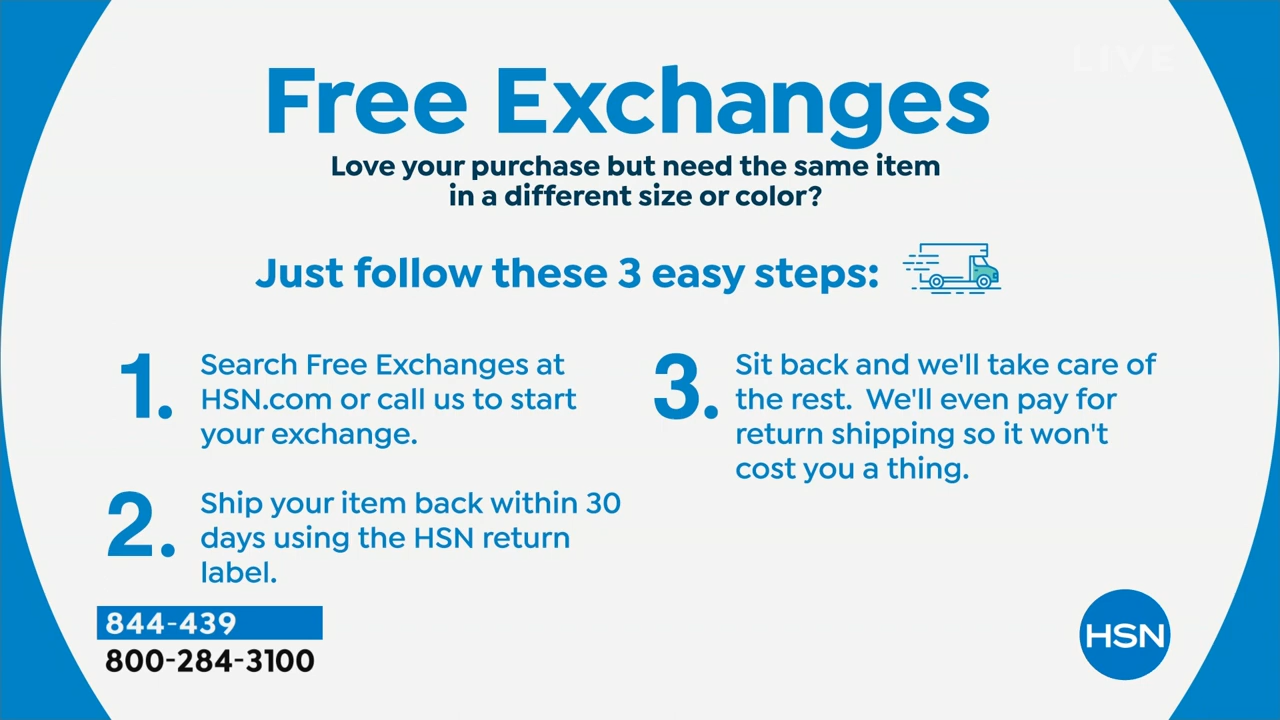 LIVE
Free Exchanges
Love your purchase but need the same item
in a different size or color?
Just follow these 3 easy steps:
1. Search Free Exchanges at
HSN.com or call us to start
your exchange.
2. Ship your item back within 30
days using the HSN return
label.
3. Sit back and we'll take care of
the rest.  We'll even pay for
return shipping so it won't
cost you a thing.
844-439
800-284-3100
HSN